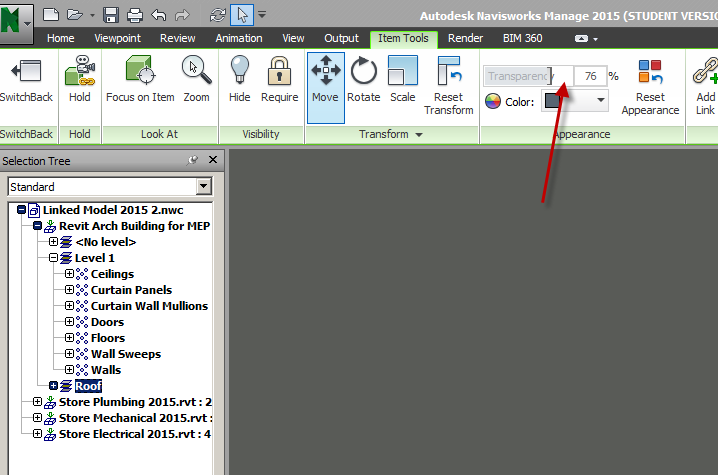 Autodesk Navisworks Manage 2015 (STUDENT VERSIO
Home Viewpoint Review Animation View Output Item Tools Render BIM 360
Transparency 76 %
SwitchBack Hold Focus on Item Zoom Hide Require Move Rotate Scale Reset Transform Color: Reset Appearance Add Link
SwitchBack Hold Look At Visibility Transform Appearance
Selection Tree
Standard
Linked Model 2015 2.nwc
Revit Arch Building for MEP
<No level>
Level 1
Ceilings
Curtain Panels
Curtain Wall Mullions
Doors
Floors
Wall Sweeps
Walls
Roof
Store Plumbing 2015.rvt : 2
Store Mechanical 2015.rvt :
Store Electrical 2015.rvt : 4